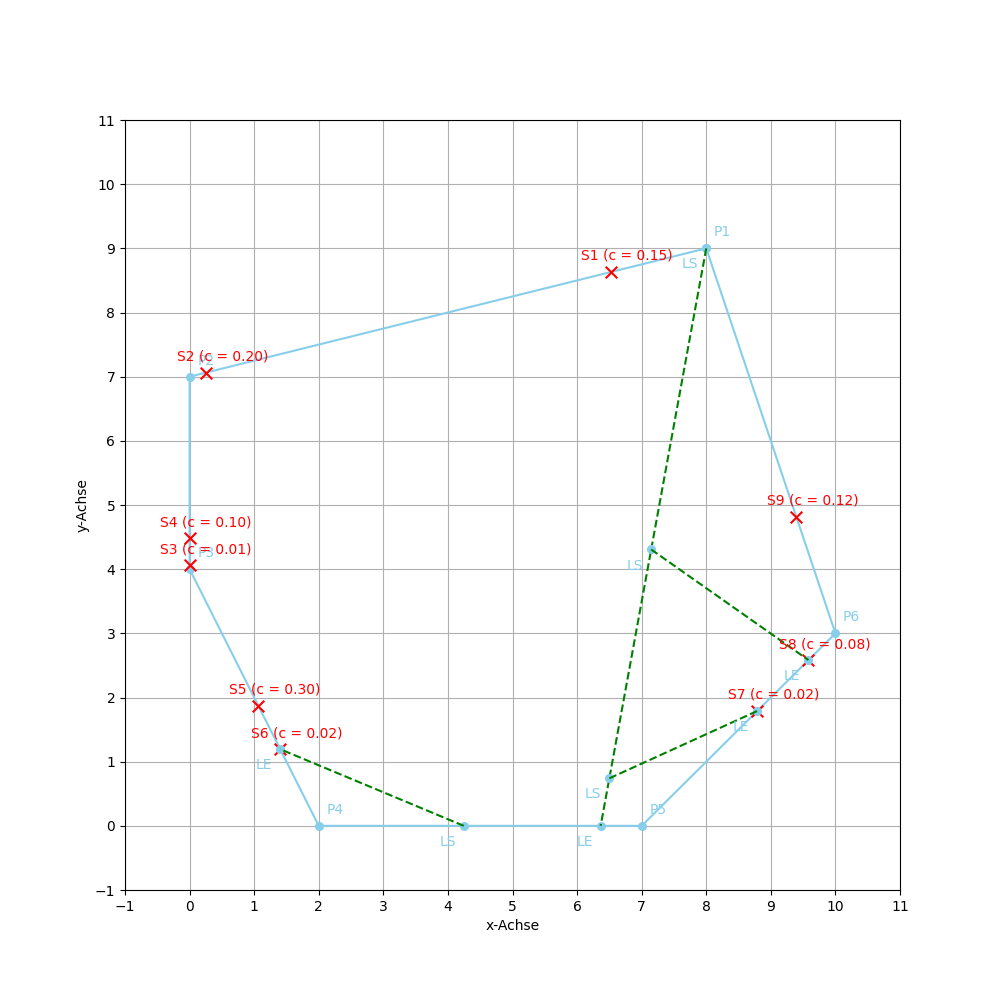 11
P1
S1 (c = 0.15)
LS
10
9
8
S2 (c = 0.20)
P2
7
6
5
S9 (c = 0.12)
S4 (c = 0.10)
S3 (c = 0.01)
P3
LS
4
y-Achse
P6
3
S8 (c = 0.08)
LE
S5 (c = 0.30)
S7 (c = 0.02)
2
LE
S6 (c = 0.02)
LE
1
LS
P4
P5
0
LS
LE
−1
−1 0 1 2 3 4 5 6 7 8 9 10 11
x-Achse